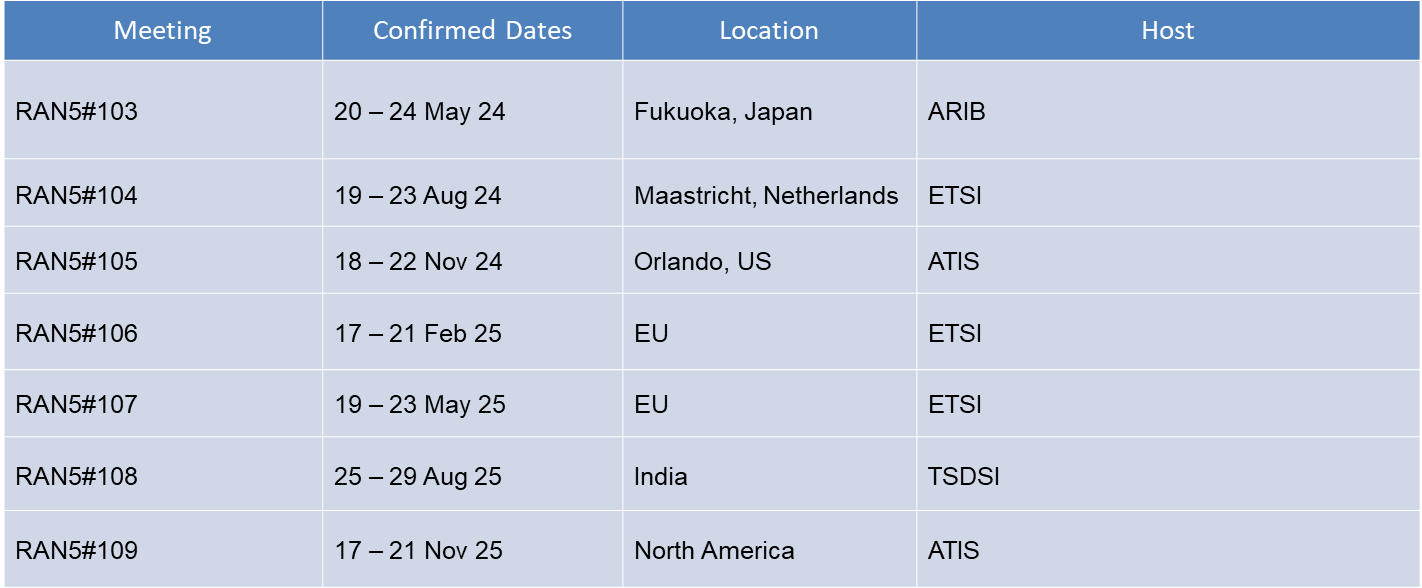 Meeting Confirmed Dates Location Host
RAN5#103 20 – 24 May 24 Fukuoka, Japan ARIB
RAN5#104 19 – 23 Aug 24 Maastricht, Netherlands ETSI
RAN5#105 18 – 22 Nov 24 Orlando, US ATIS
RAN5#106 17 – 21 Feb 25 EU ETSI
RAN5#107 19 – 23 May 25 EU ETSI
RAN5#108 25 – 29 Aug 25 India TSDSI
RAN5#109 17 – 21 Nov 25 North America ATIS